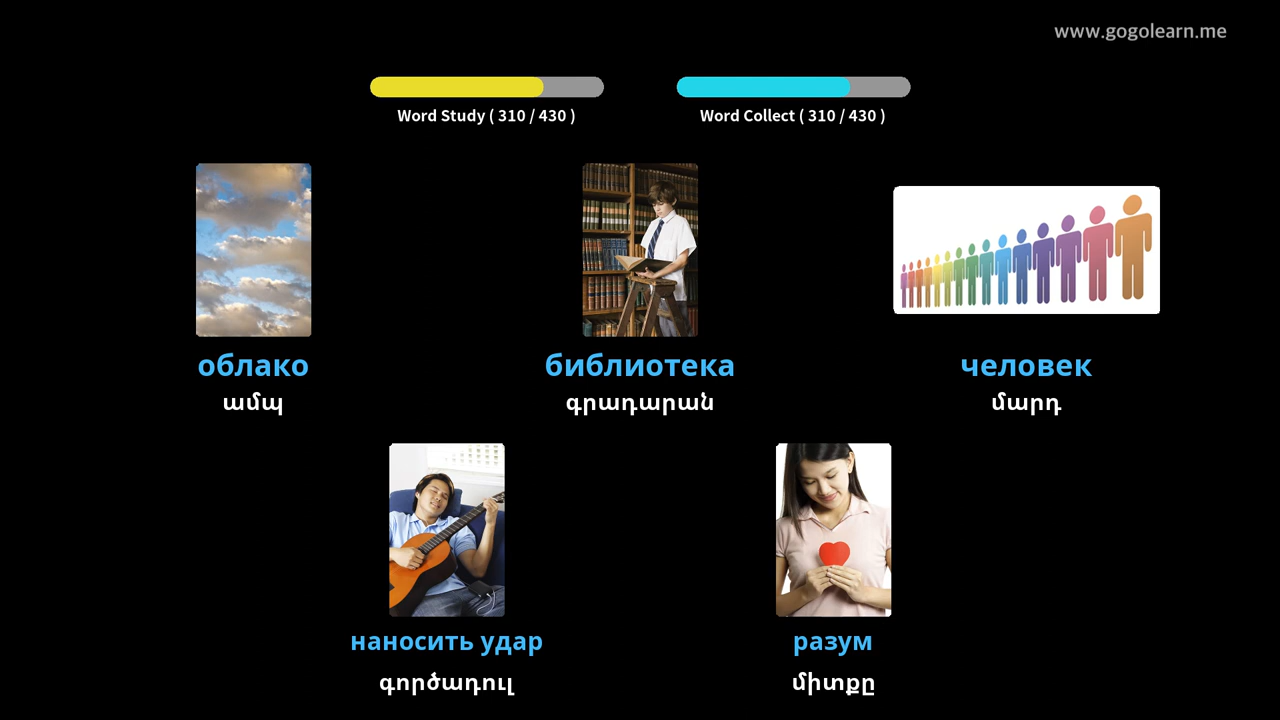 www.gogolearn.me
Word Study ( 310 / 430 )
Word Collect ( 310 / 430 )
облако
ամպ
библиотека
գրադարան
человек
մարդ
наносить удар
գործադուլ
разум
միտքը